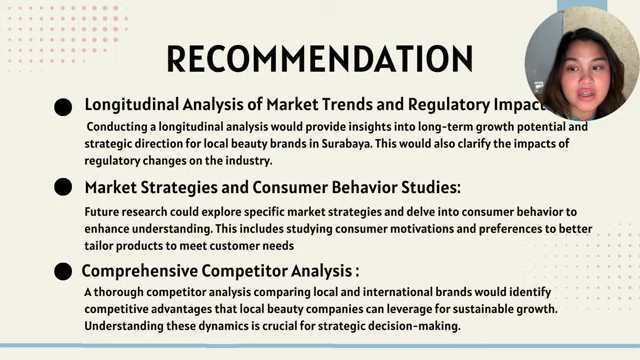 RECOMMENDATION
Longitudinal Analysis of Market Trends and Regulatory Impact
Conducting a longitudinal analysis would provide insights into long-term growth potential and
strategic direction for local beauty brands in Surabaya. This would also clarify the impacts of
regulatory changes on the industry.
Market Strategies and Consumer Behavior Studies:
Future research could explore specific market strategies and delve into consumer behavior to
enhance understanding. This includes studying consumer motivations and preferences to better
tailor products to meet customer needs
Comprehensive Competitor Analysis :
A thorough competitor analysis comparing local and international brands would identify
competitive advantages that local beauty companies can leverage for sustainable growth.
Understanding these dynamics is crucial for strategic decision-making.